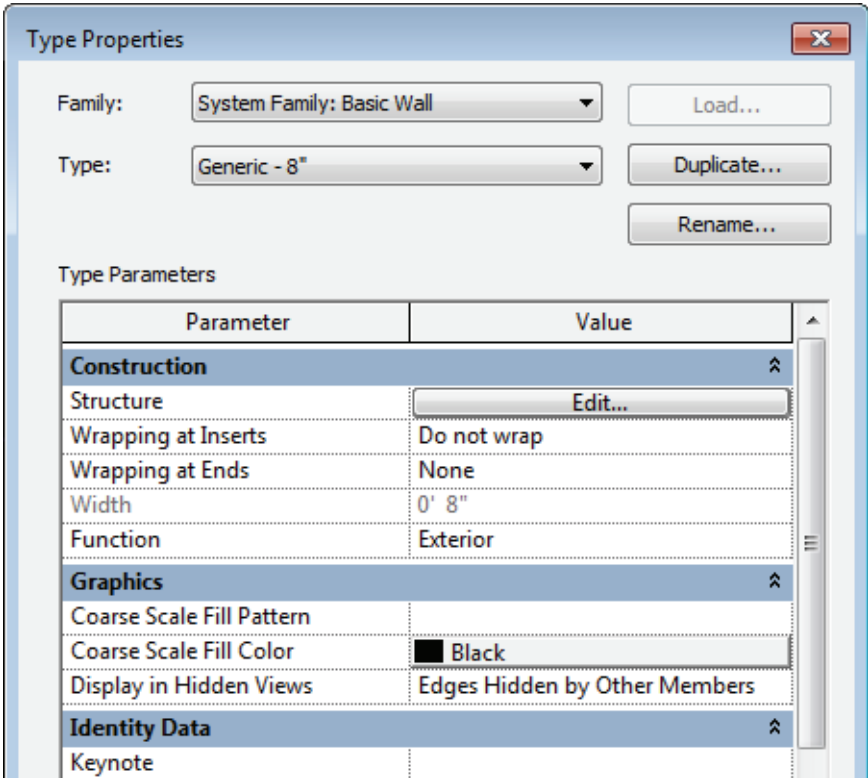 Type Properties
Family: System Family: Basic Wall Load...
Type: Generic - 8" Duplicate...
Rename...
Type Parameters
Parameter Value
Construction
Structure Edit...
Wrapping at Inserts Do not wrap
Wrapping at Ends None
Width 0' 8"
Function Exterior
Graphics
Coarse Scale Fill Pattern
Coarse Scale Fill Color Black
Display in Hidden Views Edges Hidden by Other Members
Identity Data
Keynote